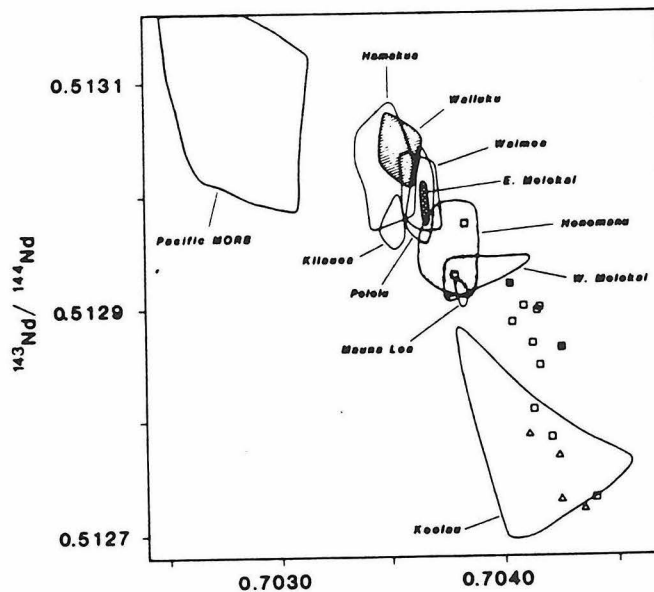 Hamakua
0.5131
Wailuku
Waimea
E. Molokai
Honomanu
Pacific MORB
Kilauea
Pololu
W. Molokai
0.5129
Mauna Loa
143Nd / 144Nd
Koolau
0.5127
0.7030
0.7040